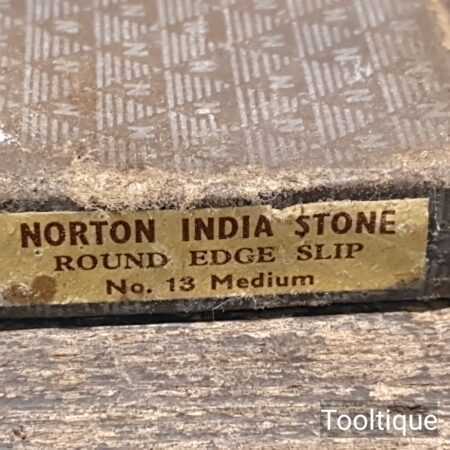 NORTON INDIA STONE
ROUND EDGE SLIP
No. 13 Medium
Tooltique